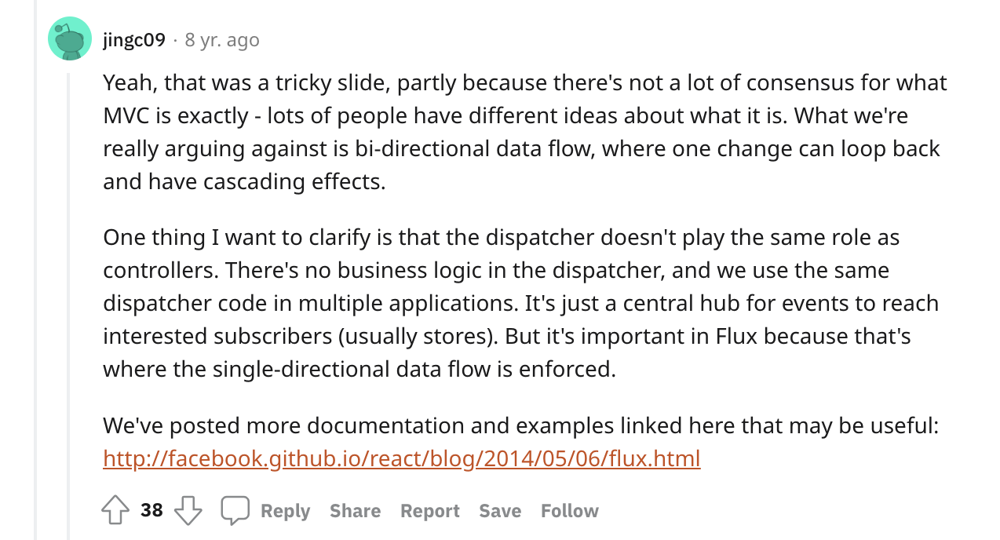 jingc09 · 8 yr. ago
Yeah, that was a tricky slide, partly because there's not a lot of consensus for what
MVC is exactly - lots of people have different ideas about what it is. What we're
really arguing against is bi-directional data flow, where one change can loop back
and have cascading effects.
One thing I want to clarify is that the dispatcher doesn't play the same role as
controllers. There's no business logic in the dispatcher, and we use the same
dispatcher code in multiple applications. It's just a central hub for events to reach
interested subscribers (usually stores). But it's important in Flux because that's
where the single-directional data flow is enforced.
We've posted more documentation and examples linked here that may be useful:
http://facebook.github.io/react/blog/2014/05/06/flux.html
38 Reply Share Report Save Follow